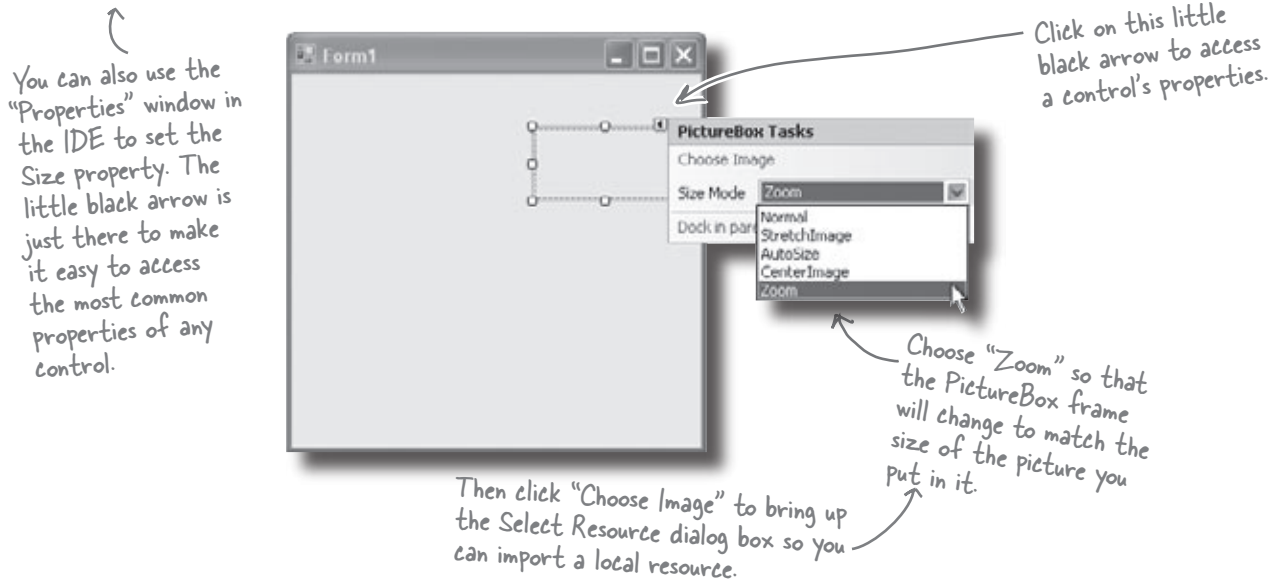 You can also use the
“Properties” window in
the IDE to set the
Size property. The
little black arrow is
just there to make
it easy to access
the most common
properties of any
control.
Form1
Click on this little
black arrow to access
a control's properties.
PictureBox Tasks
Choose Image
Size Mode Zoom
Dock in par
Normal
StretchImage
AutoSize
CenterImage
Zoom
Choose “Zoom” so that
the PictureBox frame
will change to match the
size of the picture you
put in it.
Then click “Choose Image” to bring up
the Select Resource dialog box so you
can import a local resource.